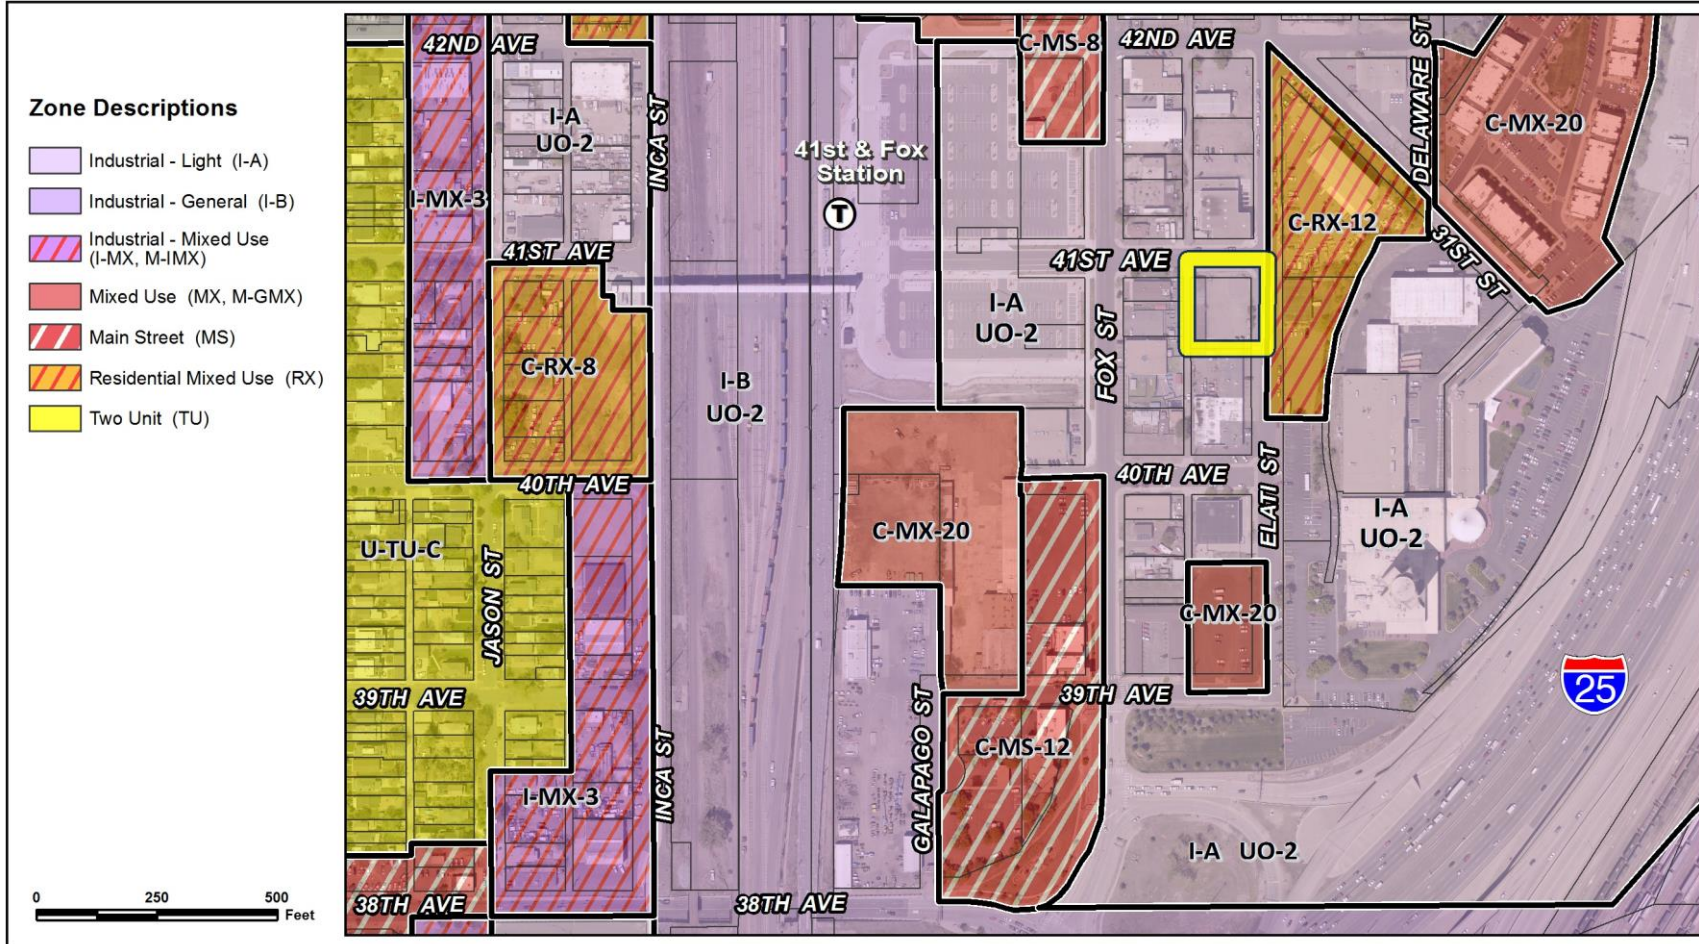 Zone Descriptions
Industrial - Light (I-A)
Industrial - General (I-B)
Industrial - Mixed Use
(I-MX, M-IMX)
Mixed Use (MX, M-GMX)
Main Street (MS)
Residential Mixed Use (RX)
Two Unit (TU)
0 250 500
Feet
42ND AVE
C-MS-8
42ND AVE
DELAWARE ST
C-MX-20
I-A
UO-2
INCA ST
41st & Fox
Station
T
I-MX-3
C-RX-12
31ST ST
41ST AVE
41ST AVE
I-A
UO-2
FOX ST
C-RX-8
I-B
UO-2
40TH AVE
40TH AVE
ELATI ST
I-A
UO-2
C-MX-20
U-TU-C
JASON ST
C-MX-20
39TH AVE
39TH AVE
25
GALAPAGO ST
C-MS-12
INCA ST
I-MX-3
I-A UO-2
38TH AVE
38TH AVE